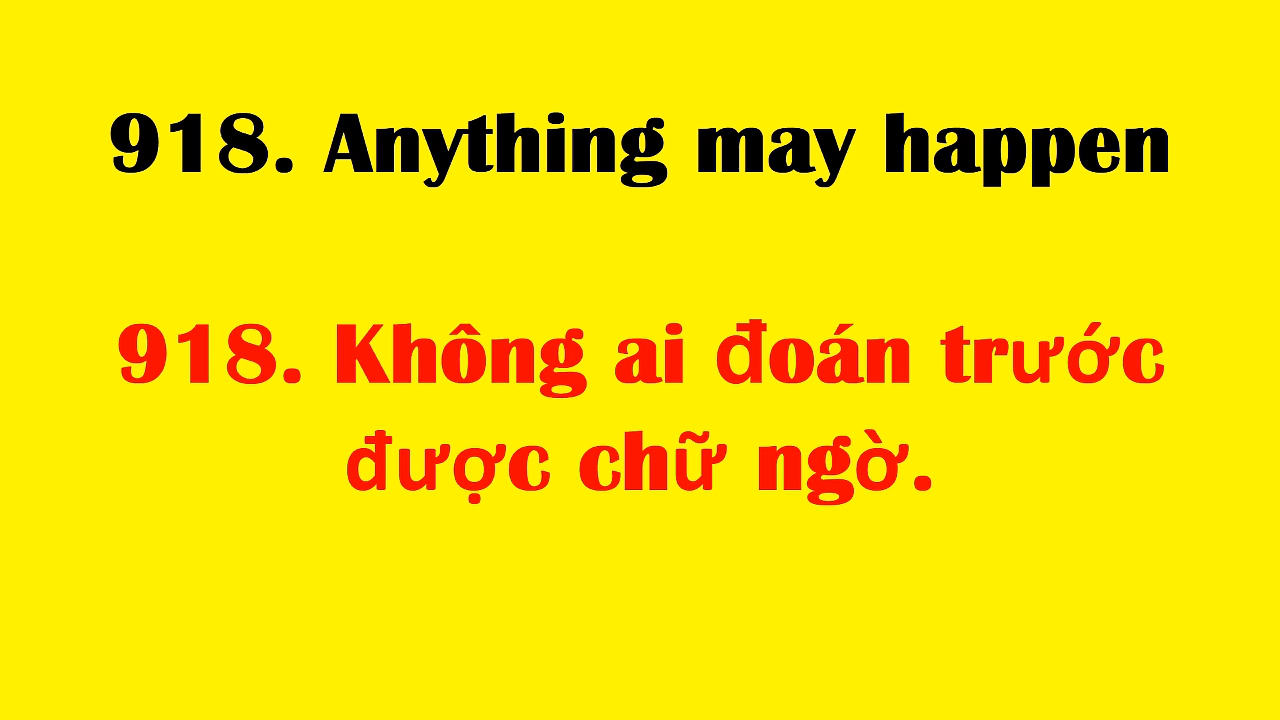 918. Anything may happen
918. Không ai đoán trước
được chữ ngờ.